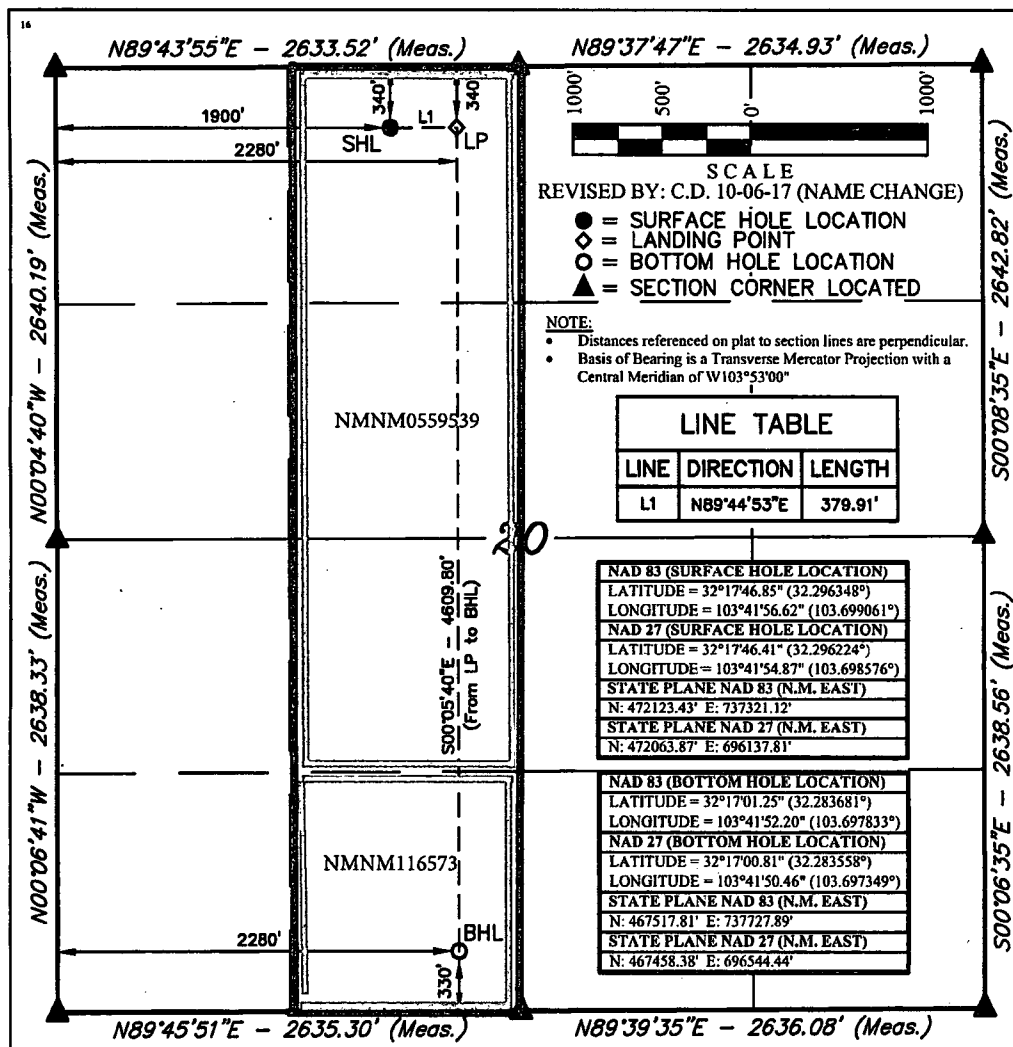 16
N89°43'55"E - 2633.52' (Meas.)
N89°37'47"E - 2634.93' (Meas.)
340'
340'
1900'
L1
SHL
LP
2280'
1000'
500'
0'
1000'
SCALE
REVISED BY: C.D. 10-06-17 (NAME CHANGE)
= SURFACE HOLE LOCATION
= LANDING POINT
= BOTTOM HOLE LOCATION
= SECTION CORNER LOCATED
NOTE:
• Distances referenced on plat to section lines are perpendicular.
• Basis of Bearing is a Transverse Mercator Projection with a
Central Meridian of W103°53'00"
N00°04'40"W - 2640.19' (Meas.)
S00°08'35"E - 2642.82' (Meas.)
NMNM0559539
LINE TABLE
LINE DIRECTION LENGTH
L1 N89°44'53"E 379.91'
20
S00°05'40"E - 4609.80'
(From LP to BHL)
NAD 83 (SURFACE HOLE LOCATION)
LATITUDE = 32°17'46.85" (32.296348°)
LONGITUDE = 103°41'56.62" (103.699061°)
NAD 27 (SURFACE HOLE LOCATION)
LATITUDE = 32°17'46.41" (32.296224°)
LONGITUDE = 103°41'54.87" (103.698576°)
STATE PLANE NAD 83 (N.M. EAST)
N: 472123.43' E: 737321.12'
STATE PLANE NAD 27 (N.M. EAST)
N: 472063.87' E: 696137.81'
N00°06'41"W - 2638.33' (Meas.)
S00°06'35"E - 2638.56' (Meas.)
NAD 83 (BOTTOM HOLE LOCATION)
LATITUDE = 32°17'01.25" (32.283681°)
LONGITUDE = 103°41'52.20" (103.697833°)
NAD 27 (BOTTOM HOLE LOCATION)
LATITUDE = 32°17'00.81" (32.283558°)
LONGITUDE = 103°41'50.46" (103.697349°)
STATE PLANE NAD 83 (N.M. EAST)
N: 467517.81' E: 737727.89'
STATE PLANE NAD 27 (N.M. EAST)
N: 467458.38' E: 696544.44'
NMNM116573
2280'
BHL
330'
N89°45'51"E - 2635.30' (Meas.)
N89°39'35"E - 2636.08' (Meas.)